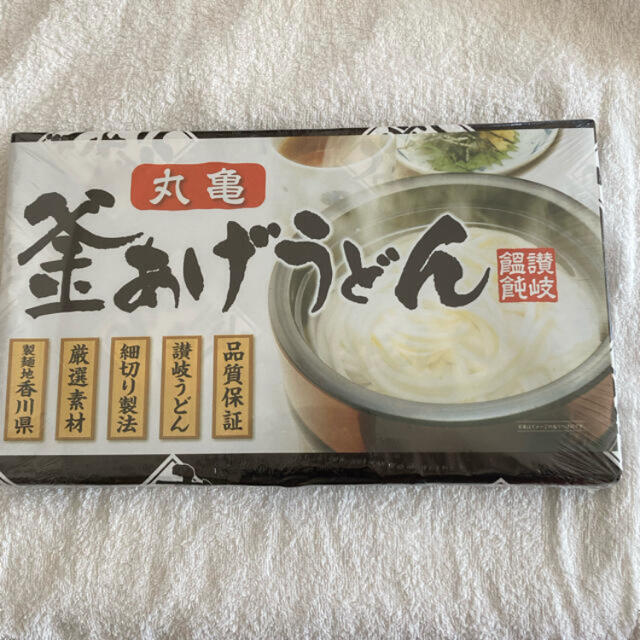 丸亀
釜あげうどん
讃岐
饂飩
品質保証
讃岐うどん
細切り製法
厳選素材
製麺地 香川県